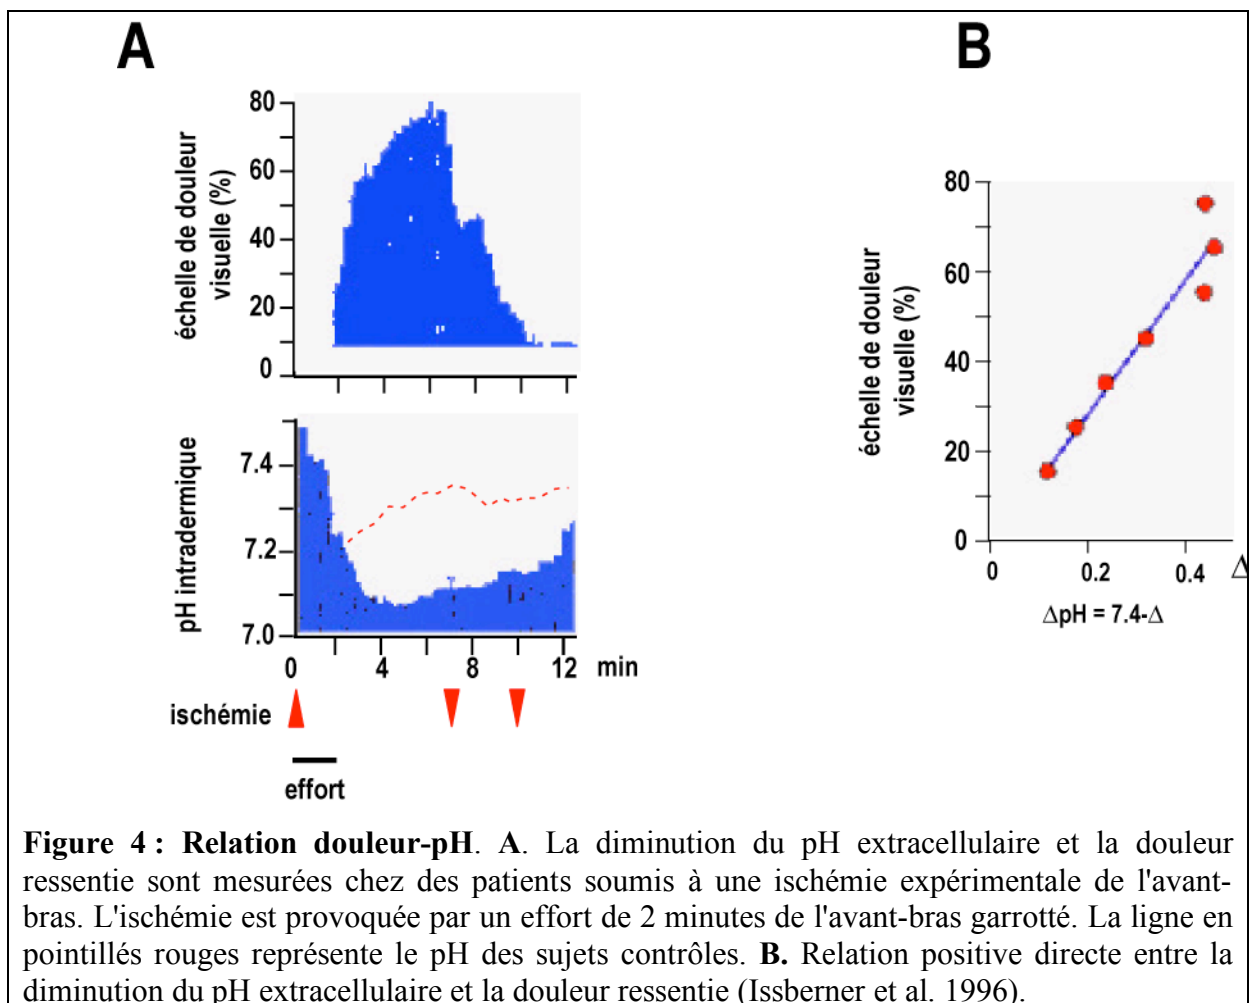 A
B
échelle de douleur
visuelle (%)
80
60
40
20
0
pH intradermique
7.4
7.2
7.0
0 4 8 12 min
ischémie
effort
échelle de douleur
visuelle (%)
80
60
40
20
0
0 0.2 0.4 Δ
ΔpH = 7.4-Δ
Figure 4 : Relation douleur-pH. A. La diminution du pH extracellulaire et la douleur
ressentie sont mesurées chez des patients soumis à une ischémie expérimentale de l'avant-
bras. L'ischémie est provoquée par un effort de 2 minutes de l'avant-bras garrotté. La ligne en
pointillés rouges représente le pH des sujets contrôles. B. Relation positive directe entre la
diminution du pH extracellulaire et la douleur ressentie (Issberner et al. 1996).